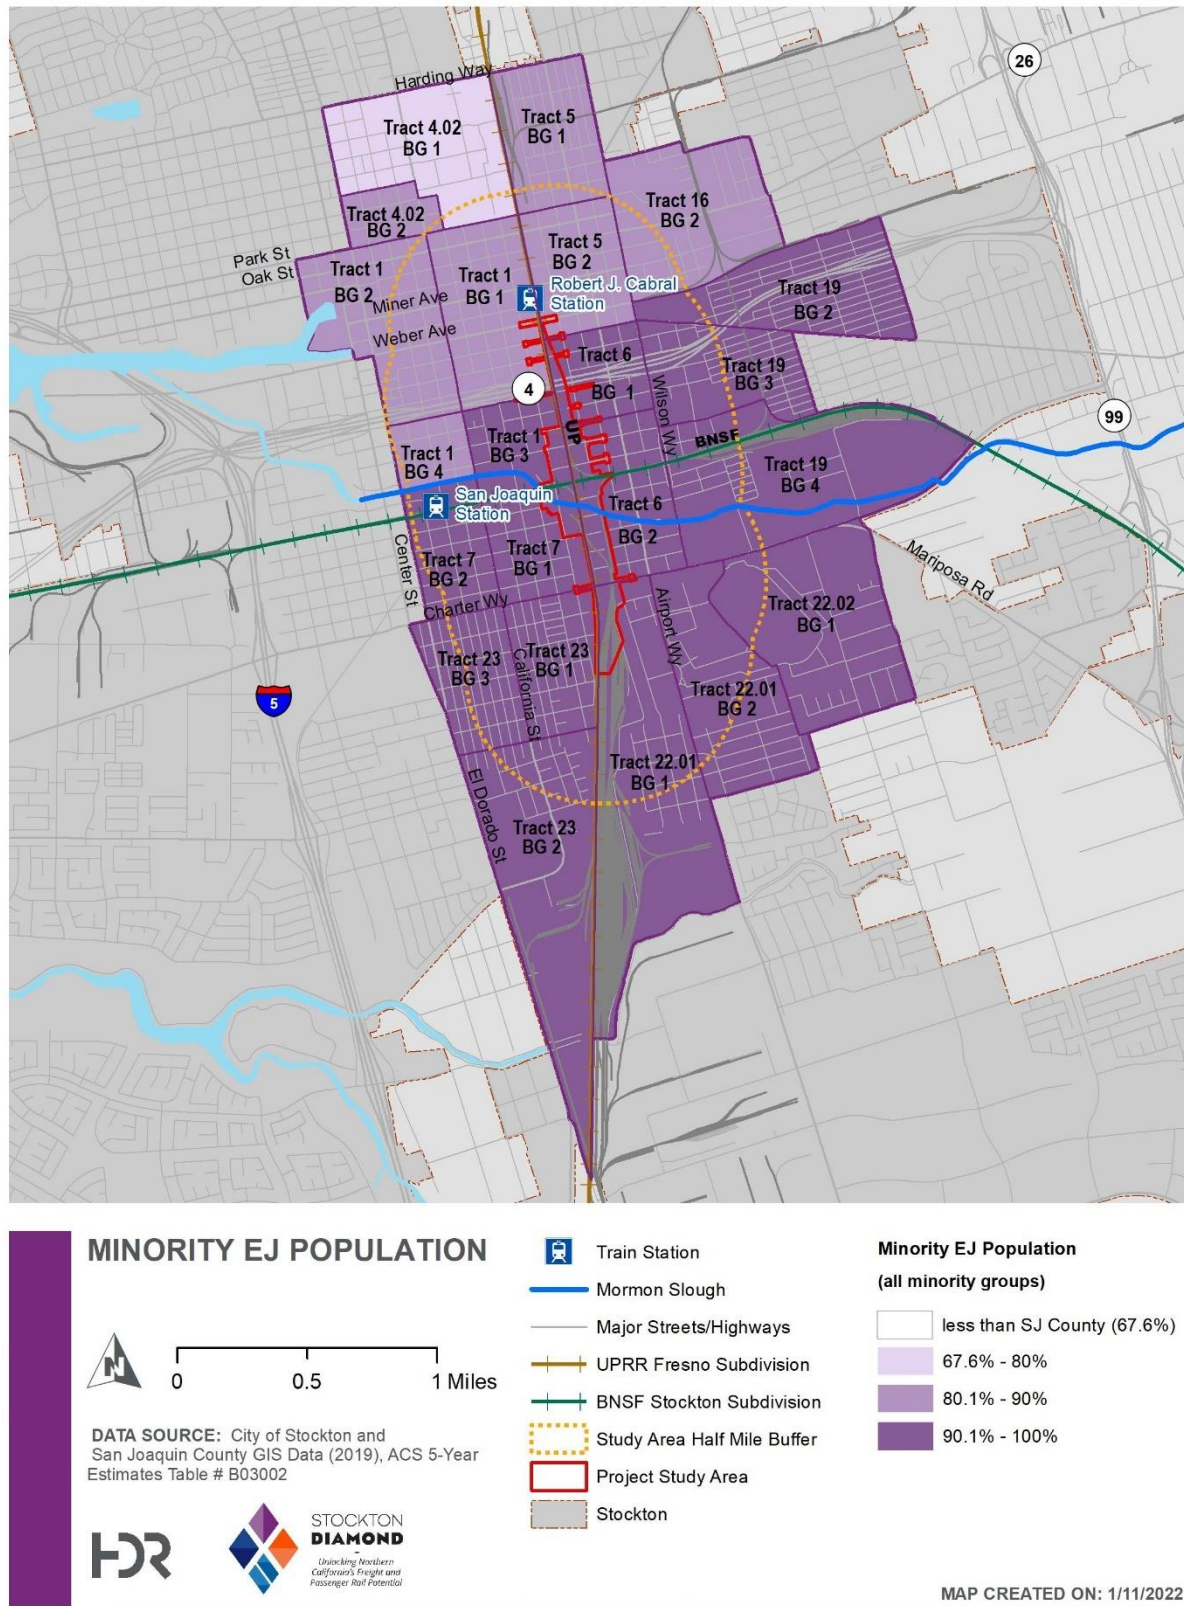 Harding Way
26
Tract 4.02
BG 1
Tract 5
BG 1
Tract 4.02
BG 2
Tract 16
BG 2
Park St
Oak St
Tract 1
BG 2
Tract 5
BG 2
Tract 1
BG 1
Miner Ave
Robert J. Cabral
Station
Tract 19
BG 2
Weber Ave
Tract 6
BG 1
Tract 19
BG 3
4
Wilson Wy
99
UP
BNSF
Tract 1
BG 3
Tract 1
BG 4
Tract 19
BG 4
San Joaquin
Station
Tract 6
BG 2
Center St
Tract 7
BG 2
Tract 7
BG 1
Mariposa Rd
Charter Wy
Airport Wy
Tract 22.02
BG 1
Tract 23
BG 3
California St
Tract 23
BG 1
5
Tract 22.01
BG 2
Tract 22.01
BG 1
El Dorado St
Tract 23
BG 2
MINORITY EJ POPULATION
N
0 0.5 1 Miles
DATA SOURCE: City of Stockton and
San Joaquin County GIS Data (2019), ACS 5-Year
Estimates Table # B03002
HDR
STOCKTON
DIAMOND
Unlocking Northern
California's Freight and
Passenger Rail Potential
Train Station
Mormon Slough
Major Streets/Highways
UPRR Fresno Subdivision
BNSF Stockton Subdivision
Study Area Half Mile Buffer
Project Study Area
Stockton
Minority EJ Population
(all minority groups)
less than SJ County (67.6%)
67.6% - 80%
80.1% - 90%
90.1% - 100%
MAP CREATED ON: 1/11/2022